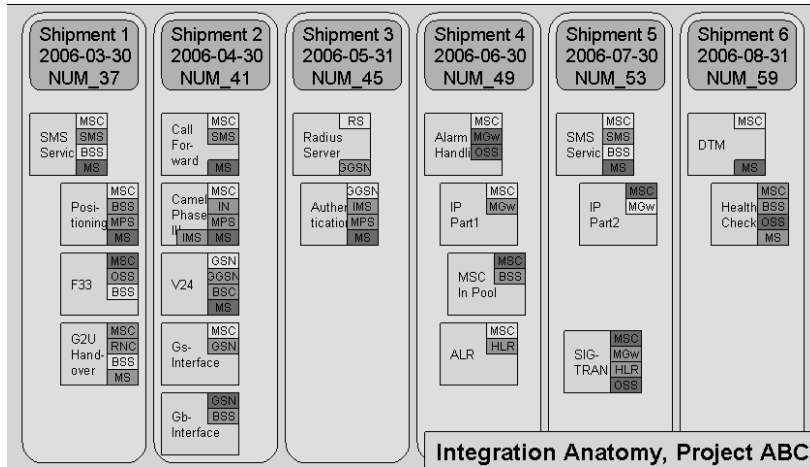 Shipment 1
2006-03-30
NUM_37
Shipment 2
2006-04-30
NUM_41
Shipment 3
2006-05-31
NUM_45
Shipment 4
2006-06-30
NUM_49
Shipment 5
2006-07-30
NUM_53
Shipment 6
2006-08-31
NUM_59
SMS
Servic
MSC
SMS
BSS
MS
Posi-
tioning
MSC
BSS
MPS
MS
F33
MSC
OSS
BSS
G2U
Hand-
over
MSC
RNC
BSS
MS
Call
For-
ward
MSC
SMS
MS
Camel
Phase
III
MSC
IN
MPS
IMS
MS
V24
GSN
GGSN
BSC
MS
Gs-
Interface
MSC
GSN
Gb-
Interface
GSN
BSS
Radius
Server
RS
GGSN
Authen
tication
GGSN
IMS
MPS
MS
Alarm
Handli
MSC
MGw
OSS
IP
Part1
MSC
MGw
MSC
In Pool
MSC
BSS
ALR
MSC
HLR
SMS
Servic
MSC
SMS
BSS
MS
IP
Part2
MSC
MGw
SIG-
TRAN
MSC
MGw
HLR
OSS
DTM
MSC
MS
Health
Check
MSC
BSS
OSS
MS
Integration Anatomy, Project ABC